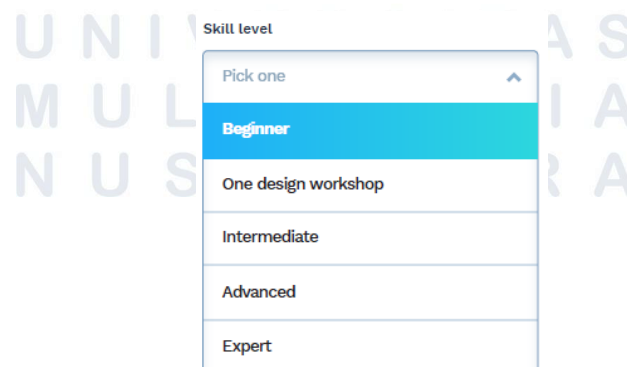 Skill level
Pick one
Beginner
One design workshop
Intermediate
Advanced
Expert